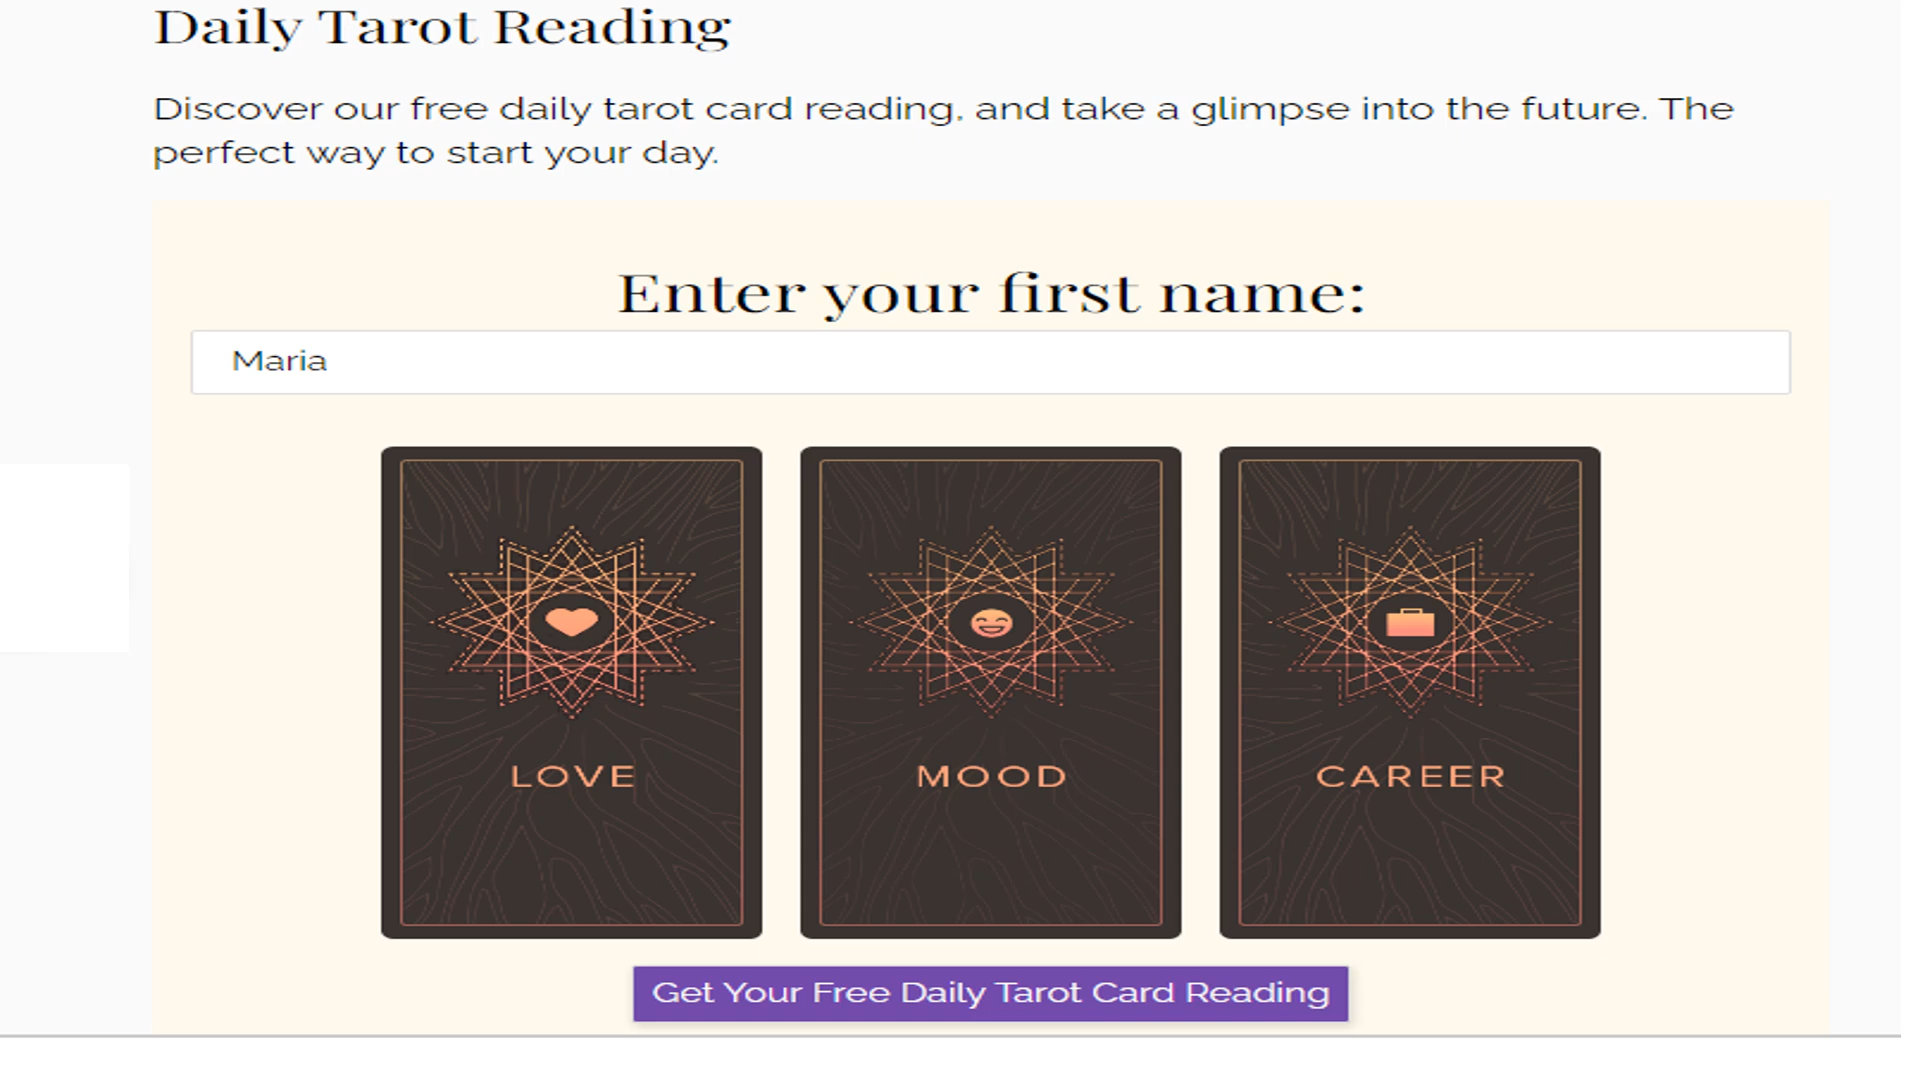 Daily Tarot Reading
Discover our free daily tarot card reading, and take a glimpse into the future. The
perfect way to start your day.
Enter your first name:
Maria
LOVE
MOOD
CAREER
Get Your Free Daily Tarot Card Reading